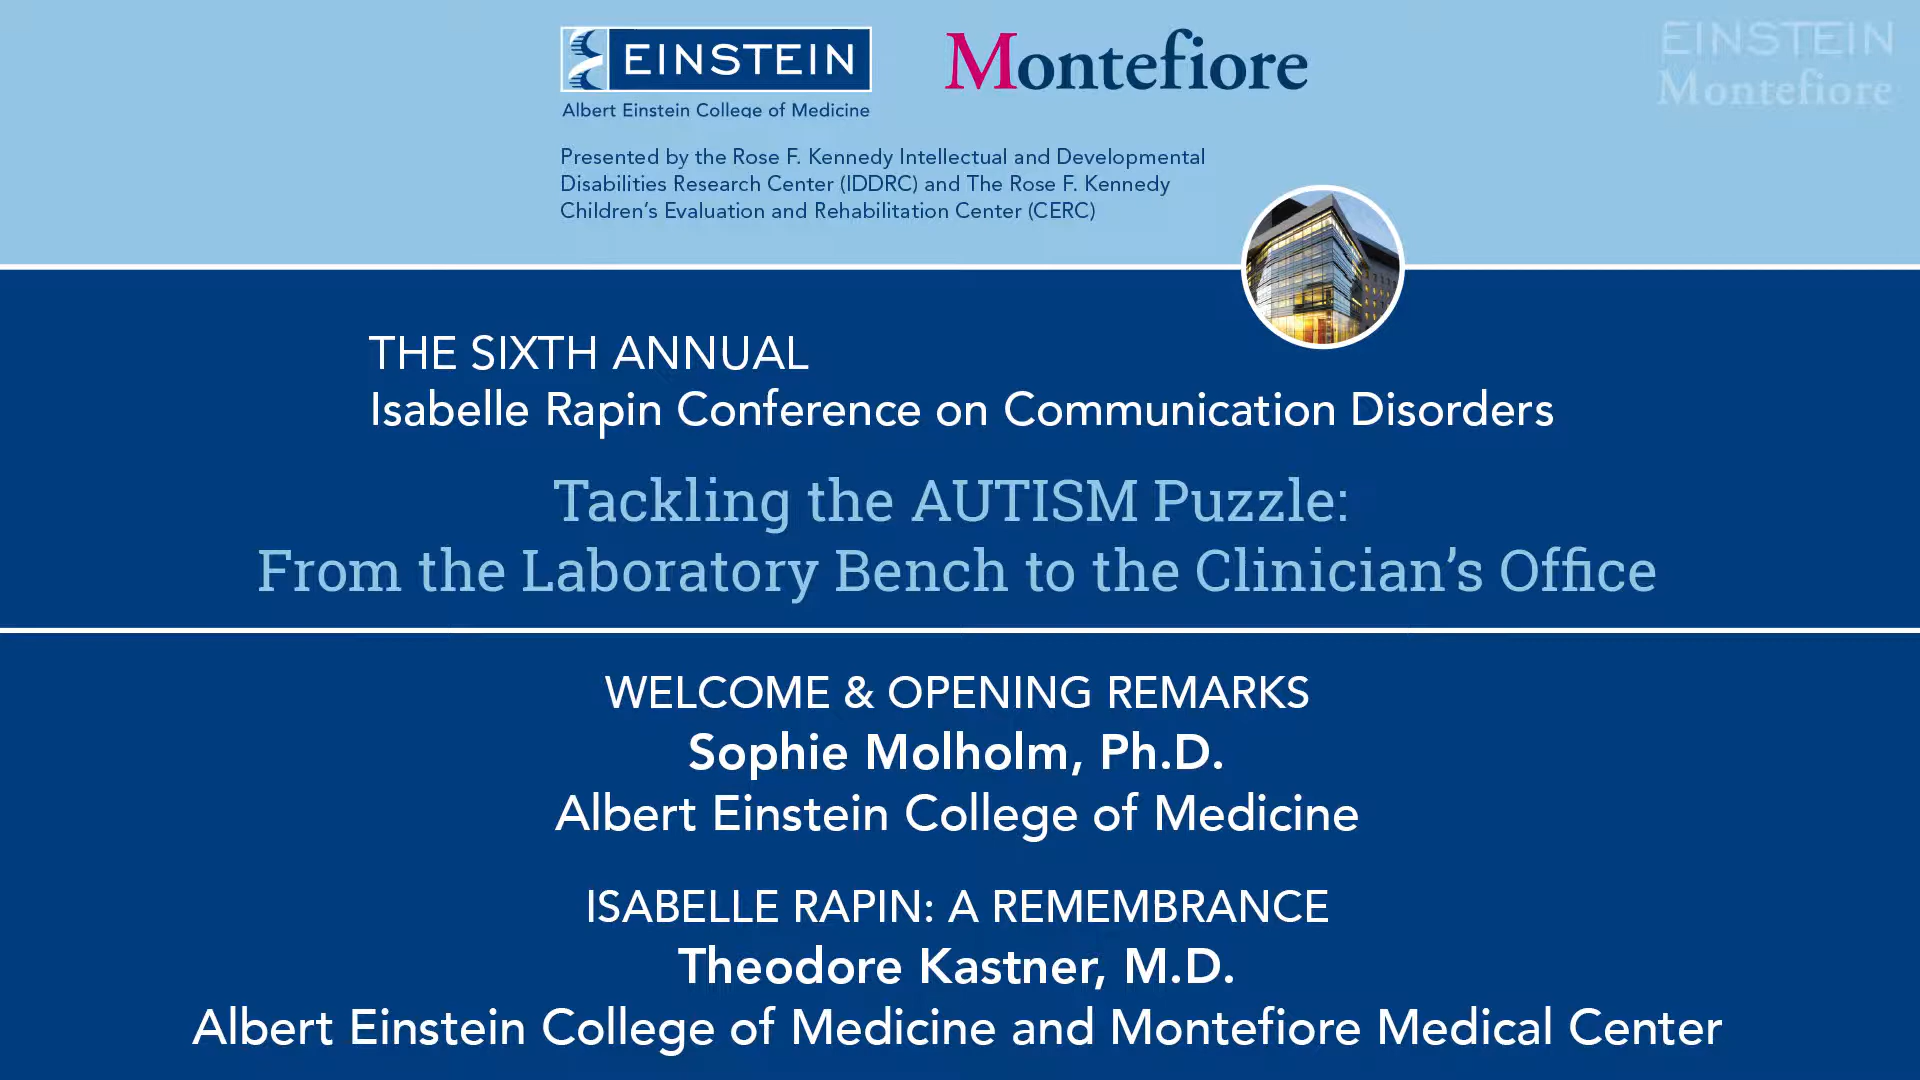 EINSTEIN
Albert Einstein College of Medicine
Montefiore
EINSTEIN
Montefiore
Presented by the Rose F. Kennedy Intellectual and Developmental
Disabilities Research Center (IDDRC) and The Rose F. Kennedy
Children’s Evaluation and Rehabilitation Center (CERC)
THE SIXTH ANNUAL
Isabelle Rapin Conference on Communication Disorders
Tackling the AUTISM Puzzle:
From the Laboratory Bench to the Clinician’s Office
WELCOME & OPENING REMARKS
Sophie Molholm, Ph.D.
Albert Einstein College of Medicine
ISABELLE RAPIN: A REMEMBRANCE
Theodore Kastner, M.D.
Albert Einstein College of Medicine and Montefiore Medical Center